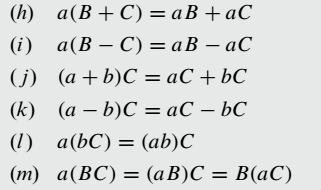 (h) a(B + C) = aB + aC
(i) a(B − C) = aB − aC
(j) (a + b)C = aC + bC
(k) (a − b)C = aC − bC
(l) a(bC) = (ab)C
(m) a(BC) = (aB)C = B(aC)